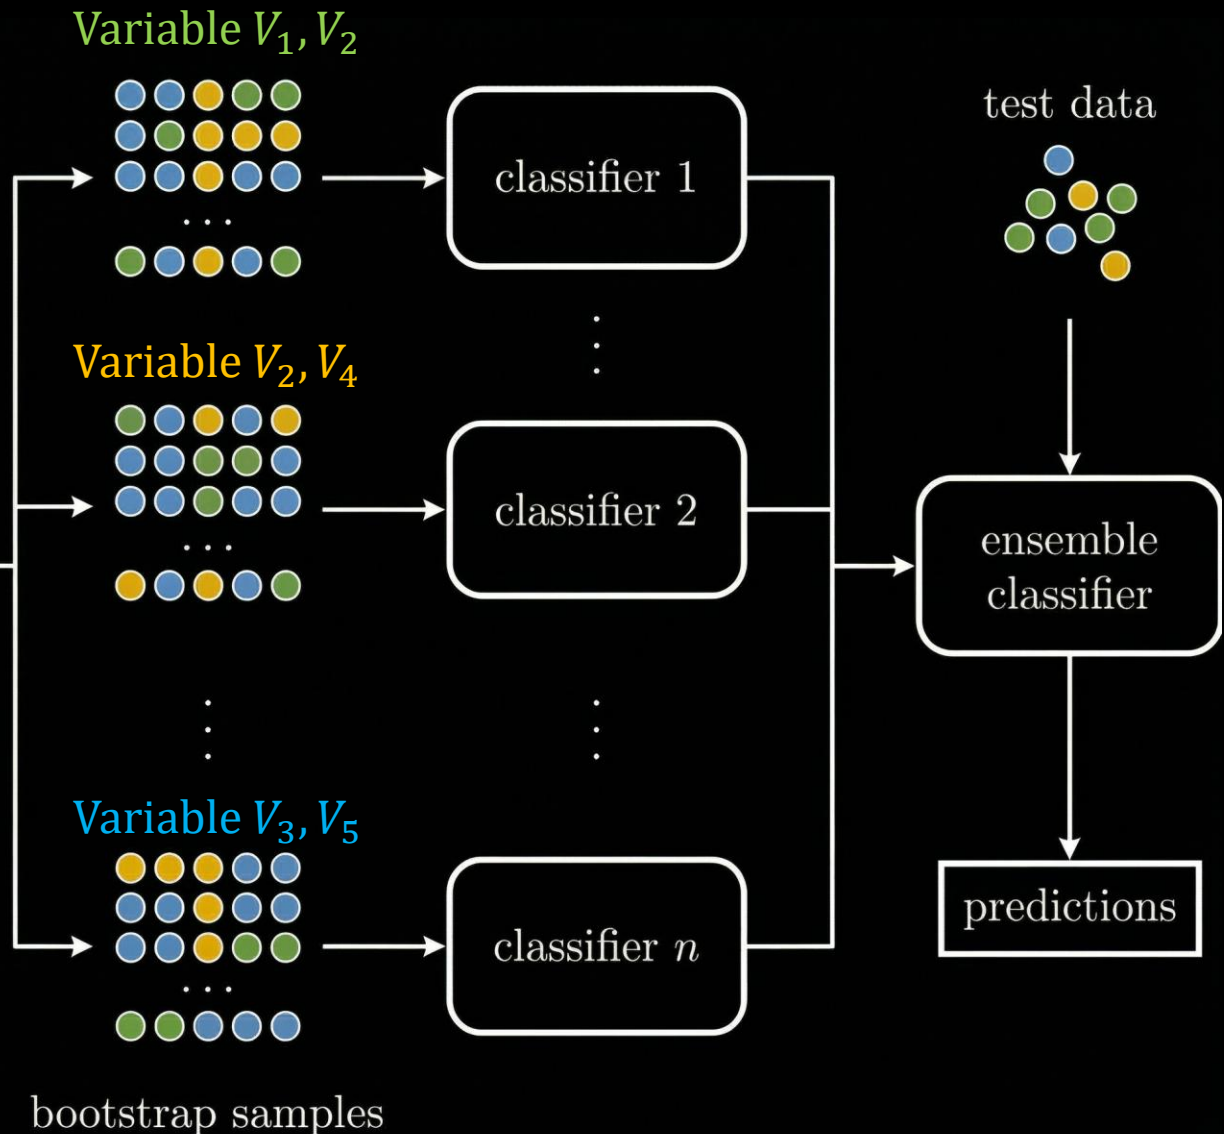 Variable V₁, V₂
classifier 1
test data
Variable V₂, V₄
classifier 2
ensemble
classifier
Variable V₃, V₅
classifier n
predictions
bootstrap samples